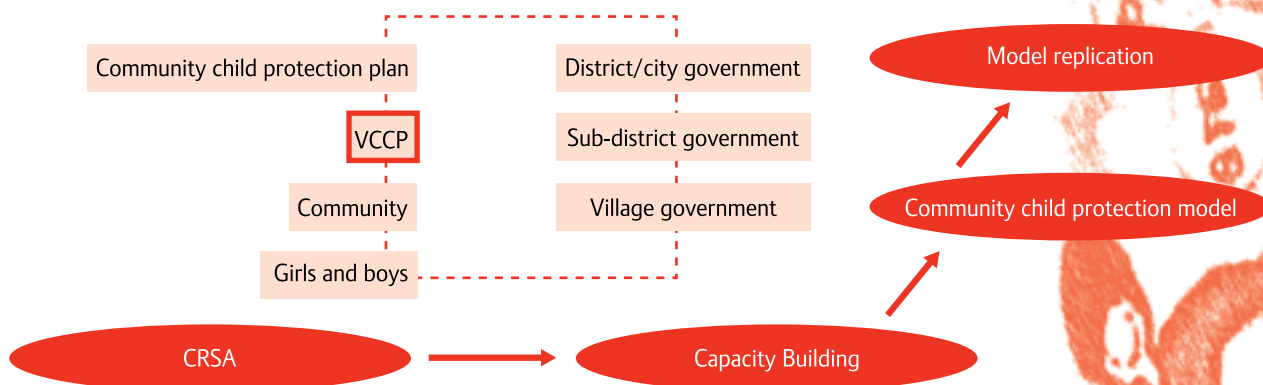 Community child protection plan
VCCP
Community
Girls and boys
District/city government
Sub-district government
Village government
Model replication
Community child protection model
CRSA
Capacity Building